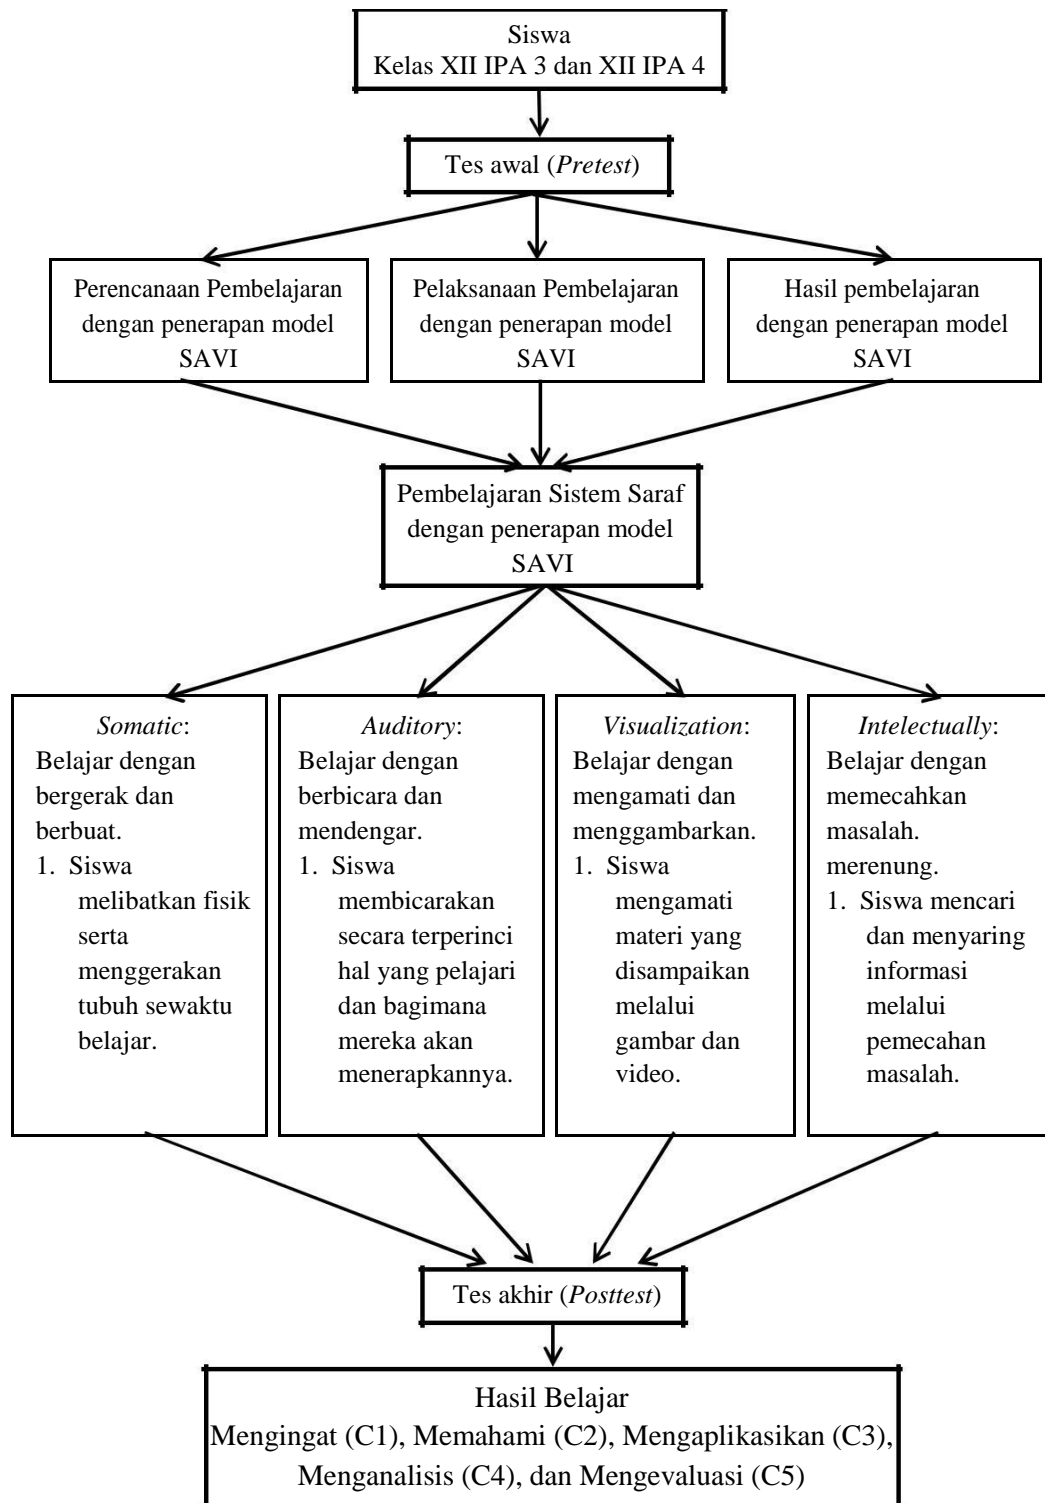 Siswa
Kelas XII IPA 3 dan XII IPA 4
Tes awal (Pretest)
Perencanaan Pembelajaran
dengan penerapan model
SAVI
Pelaksanaan Pembelajaran
dengan penerapan model
SAVI
Hasil pembelajaran
dengan penerapan model
SAVI
Pembelajaran Sistem Saraf
dengan penerapan model
SAVI
Somatic:
Belajar dengan
bergerak dan
berbuat.
1. Siswa
melibatkan fisik
serta
menggerakan
tubuh sewaktu
belajar.
Auditory:
Belajar dengan
berbicara dan
mendengar.
1. Siswa
membicarakan
secara terperinci
hal yang pelajari
dan bagimana
mereka akan
menerapkannya.
Visualization:
Belajar dengan
mengamati dan
menggambarkan.
1. Siswa
mengamati
materi yang
disampaikan
melalui
gambar dan
video.
Intelectually:
Belajar dengan
memecahkan
masalah.
merenung.
1. Siswa mencari
dan menyaring
informasi
melalui
pemecahan
masalah.
Tes akhir (Posttest)
Hasil Belajar
Mengingat (C1), Memahami (C2), Mengaplikasikan (C3),
Menganalisis (C4), dan Mengevaluasi (C5)